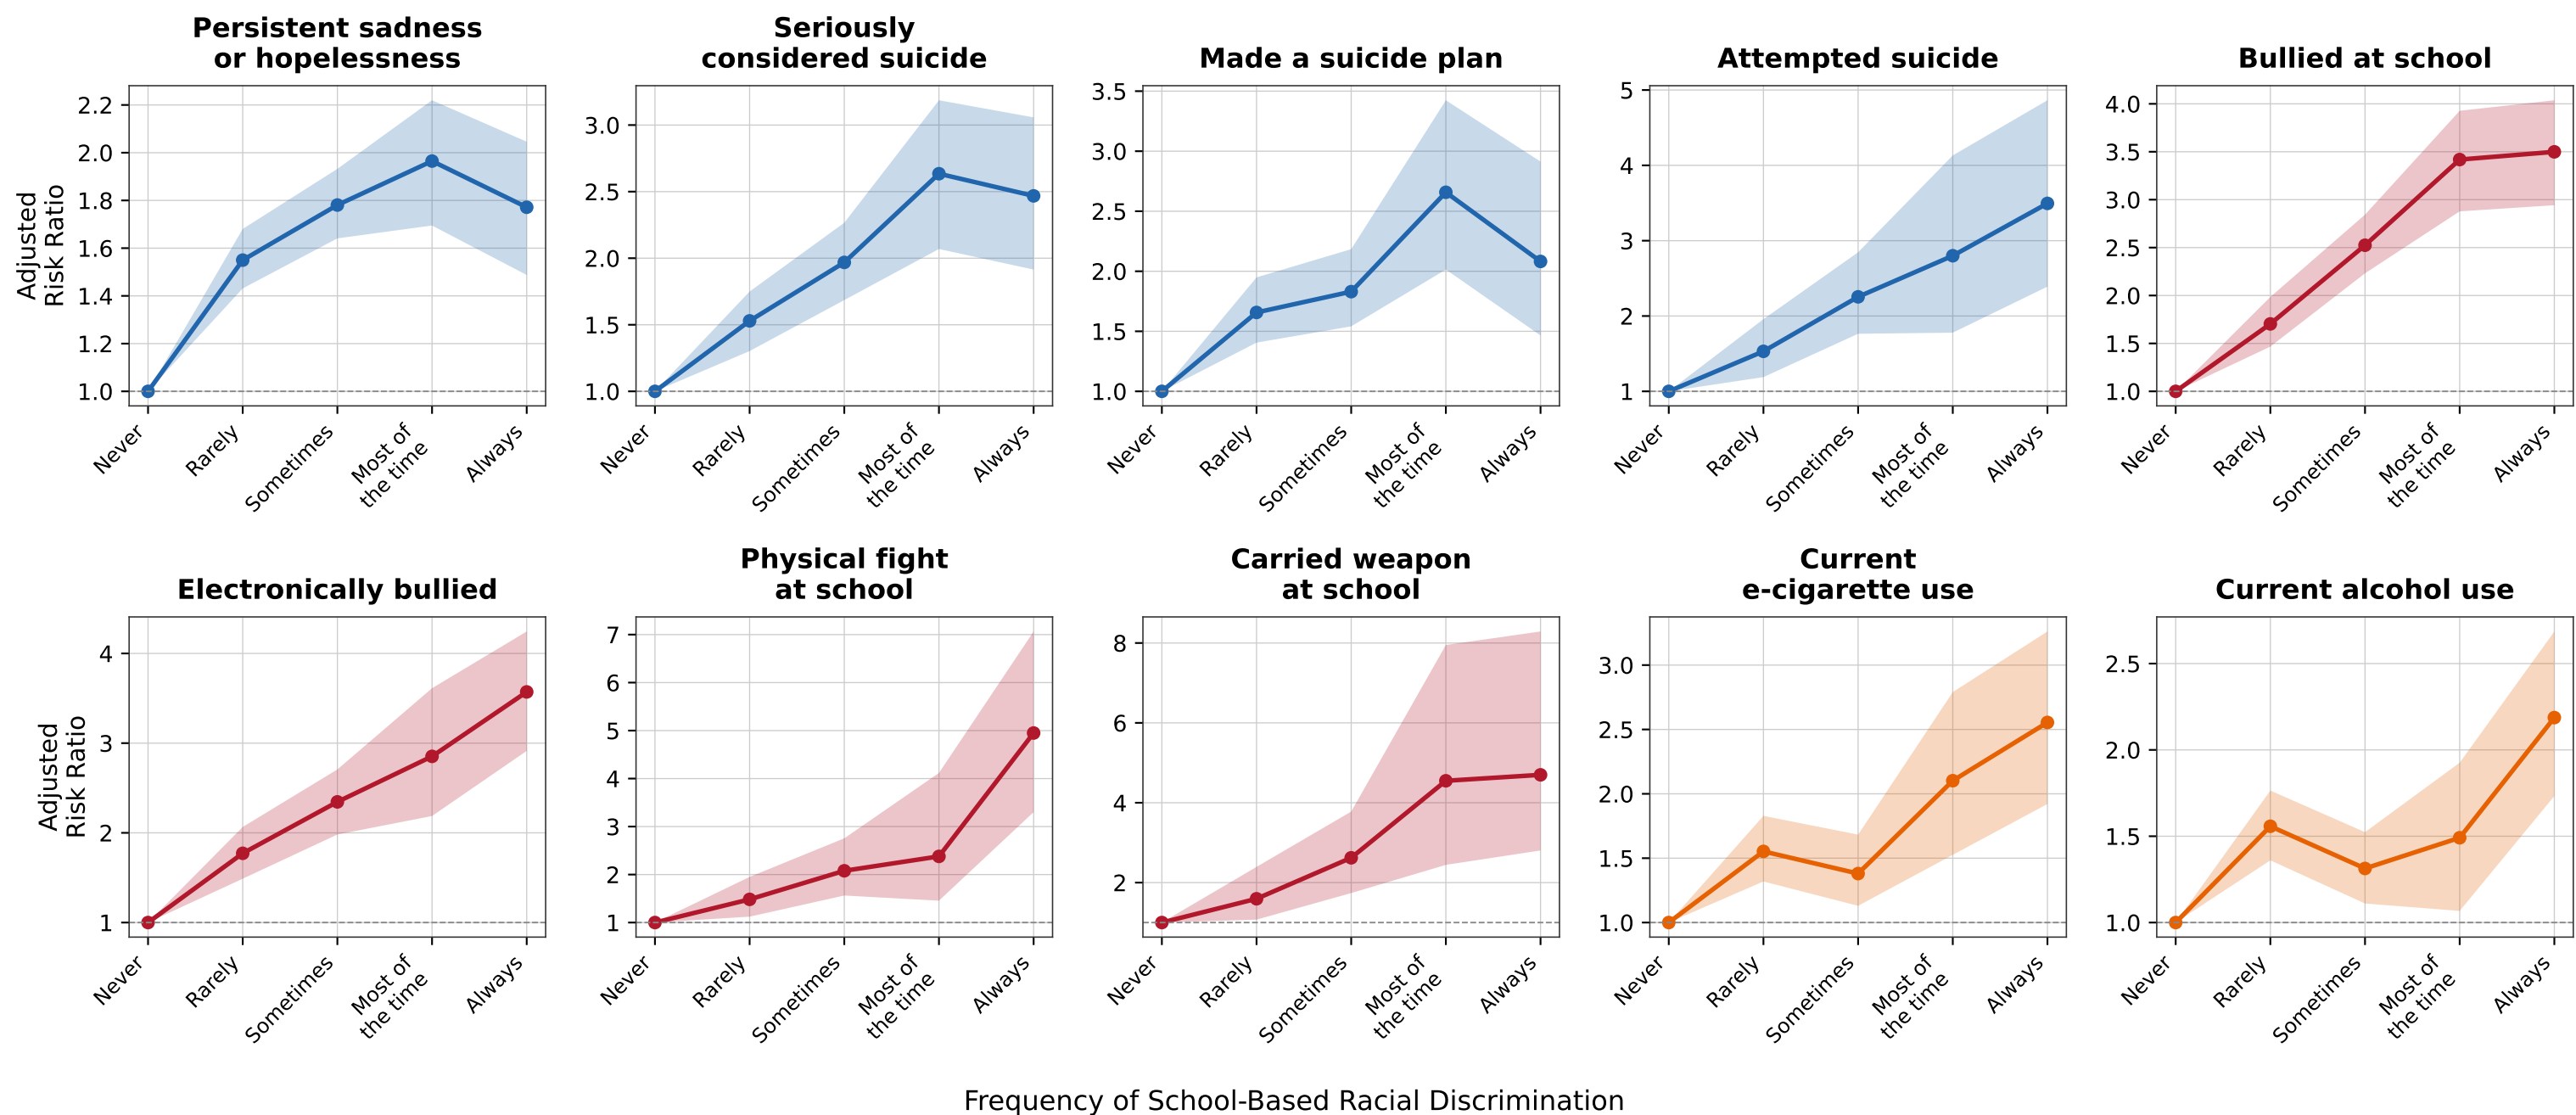 Persistent sadness
or hopelessness
Seriously
considered suicide
Made a suicide plan
Attempted suicide
Bullied at school
Adjusted
Risk Ratio
2.2
2.0
1.8
1.6
1.4
1.2
1.0
3.0
2.5
2.0
1.5
1.0
3.5
3.0
2.5
2.0
1.5
1.0
5
4
3
2
1
4.0
3.5
3.0
2.5
2.0
1.5
1.0
Never
Rarely
Sometimes
Most of
the time
Always
Never
Rarely
Sometimes
Most of
the time
Always
Never
Rarely
Sometimes
Most of
the time
Always
Never
Rarely
Sometimes
Most of
the time
Always
Never
Rarely
Sometimes
Most of
the time
Always
Electronically bullied
Physical fight
at school
Carried weapon
at school
Current
e-cigarette use
Current alcohol use
Adjusted
Risk Ratio
4
3
2
1
7
6
5
4
3
2
1
8
6
4
2
3.0
2.5
2.0
1.5
1.0
2.5
2.0
1.5
1.0
Never
Rarely
Sometimes
Most of
the time
Always
Never
Rarely
Sometimes
Most of
the time
Always
Never
Rarely
Sometimes
Most of
the time
Always
Never
Rarely
Sometimes
Most of
the time
Always
Never
Rarely
Sometimes
Most of
the time
Always
Frequency of School-Based Racial Discrimination